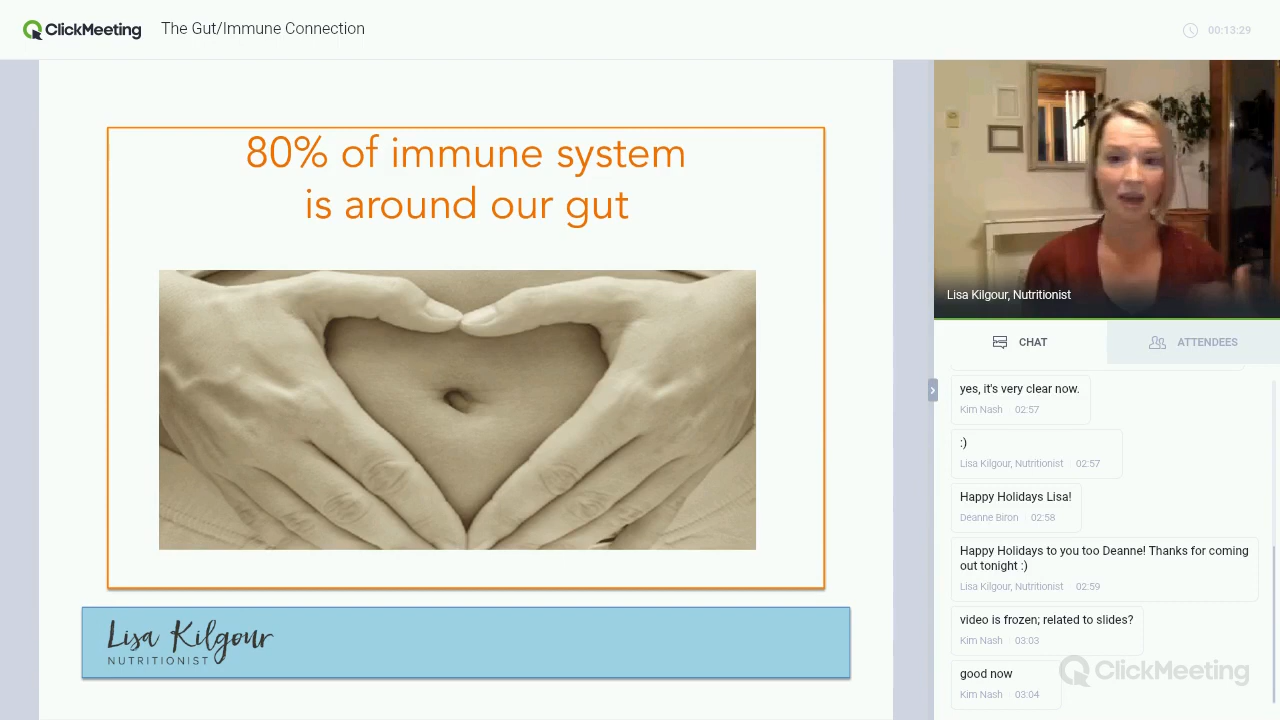 ClickMeeting
The Gut/Immune Connection
00:13:29
80% of immune system
is around our gut
Lisa Kilgour
NUTRITIONIST
Lisa Kilgour, Nutritionist
CHAT
ATTENDEES
yes, it's very clear now.
Kim Nash 02:57
:)
Lisa Kilgour, Nutritionist 02:57
Happy Holidays Lisa!
Deanne Biron 02:58
Happy Holidays to you too Deanne! Thanks for coming
out tonight :)
Lisa Kilgour, Nutritionist 02:59
video is frozen; related to slides?
Kim Nash 03:03
good now
Kim Nash 03:04
ClickMeeting